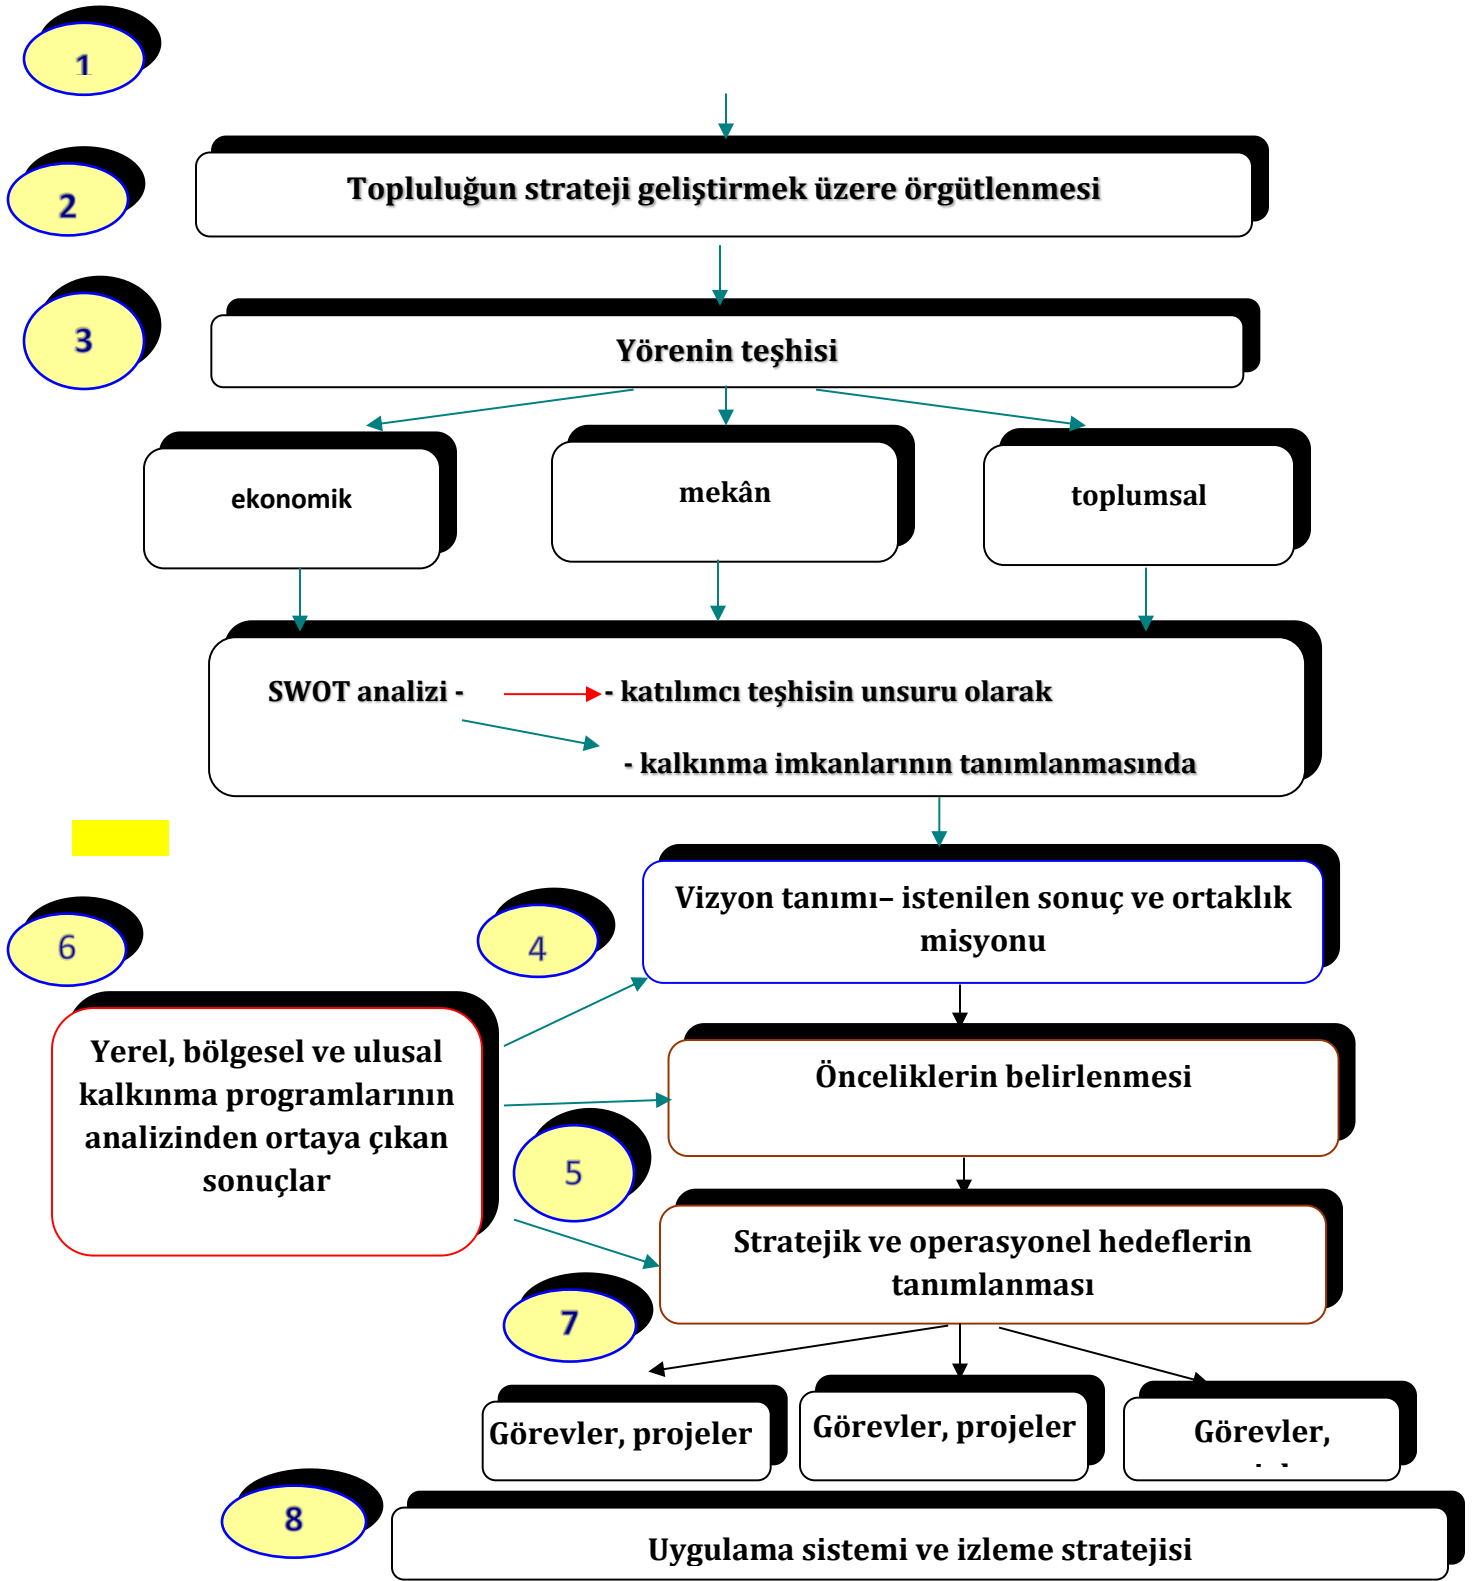 1
2
Topluluğun strateji geliştirmek üzere örgütlenmesi
3
Yörenin teşhisi
ekonomik
mekân
toplumsal
SWOT analizi - - katılımcı teşhisin unsuru olarak
- kalkınma imkanlarının tanımlanmasında
4
Vizyon tanımı– istenilen sonuç ve ortaklık
misyonu
6
Yerel, bölgesel ve ulusal
kalkınma programlarının
analizinden ortaya çıkan
sonuçlar
Önceliklerin belirlenmesi
5
Stratejik ve operasyonel hedeflerin
tanımlanması
7
Görevler, projeler
Görevler, projeler
Görevler,
8
Uygulama sistemi ve izleme stratejisi